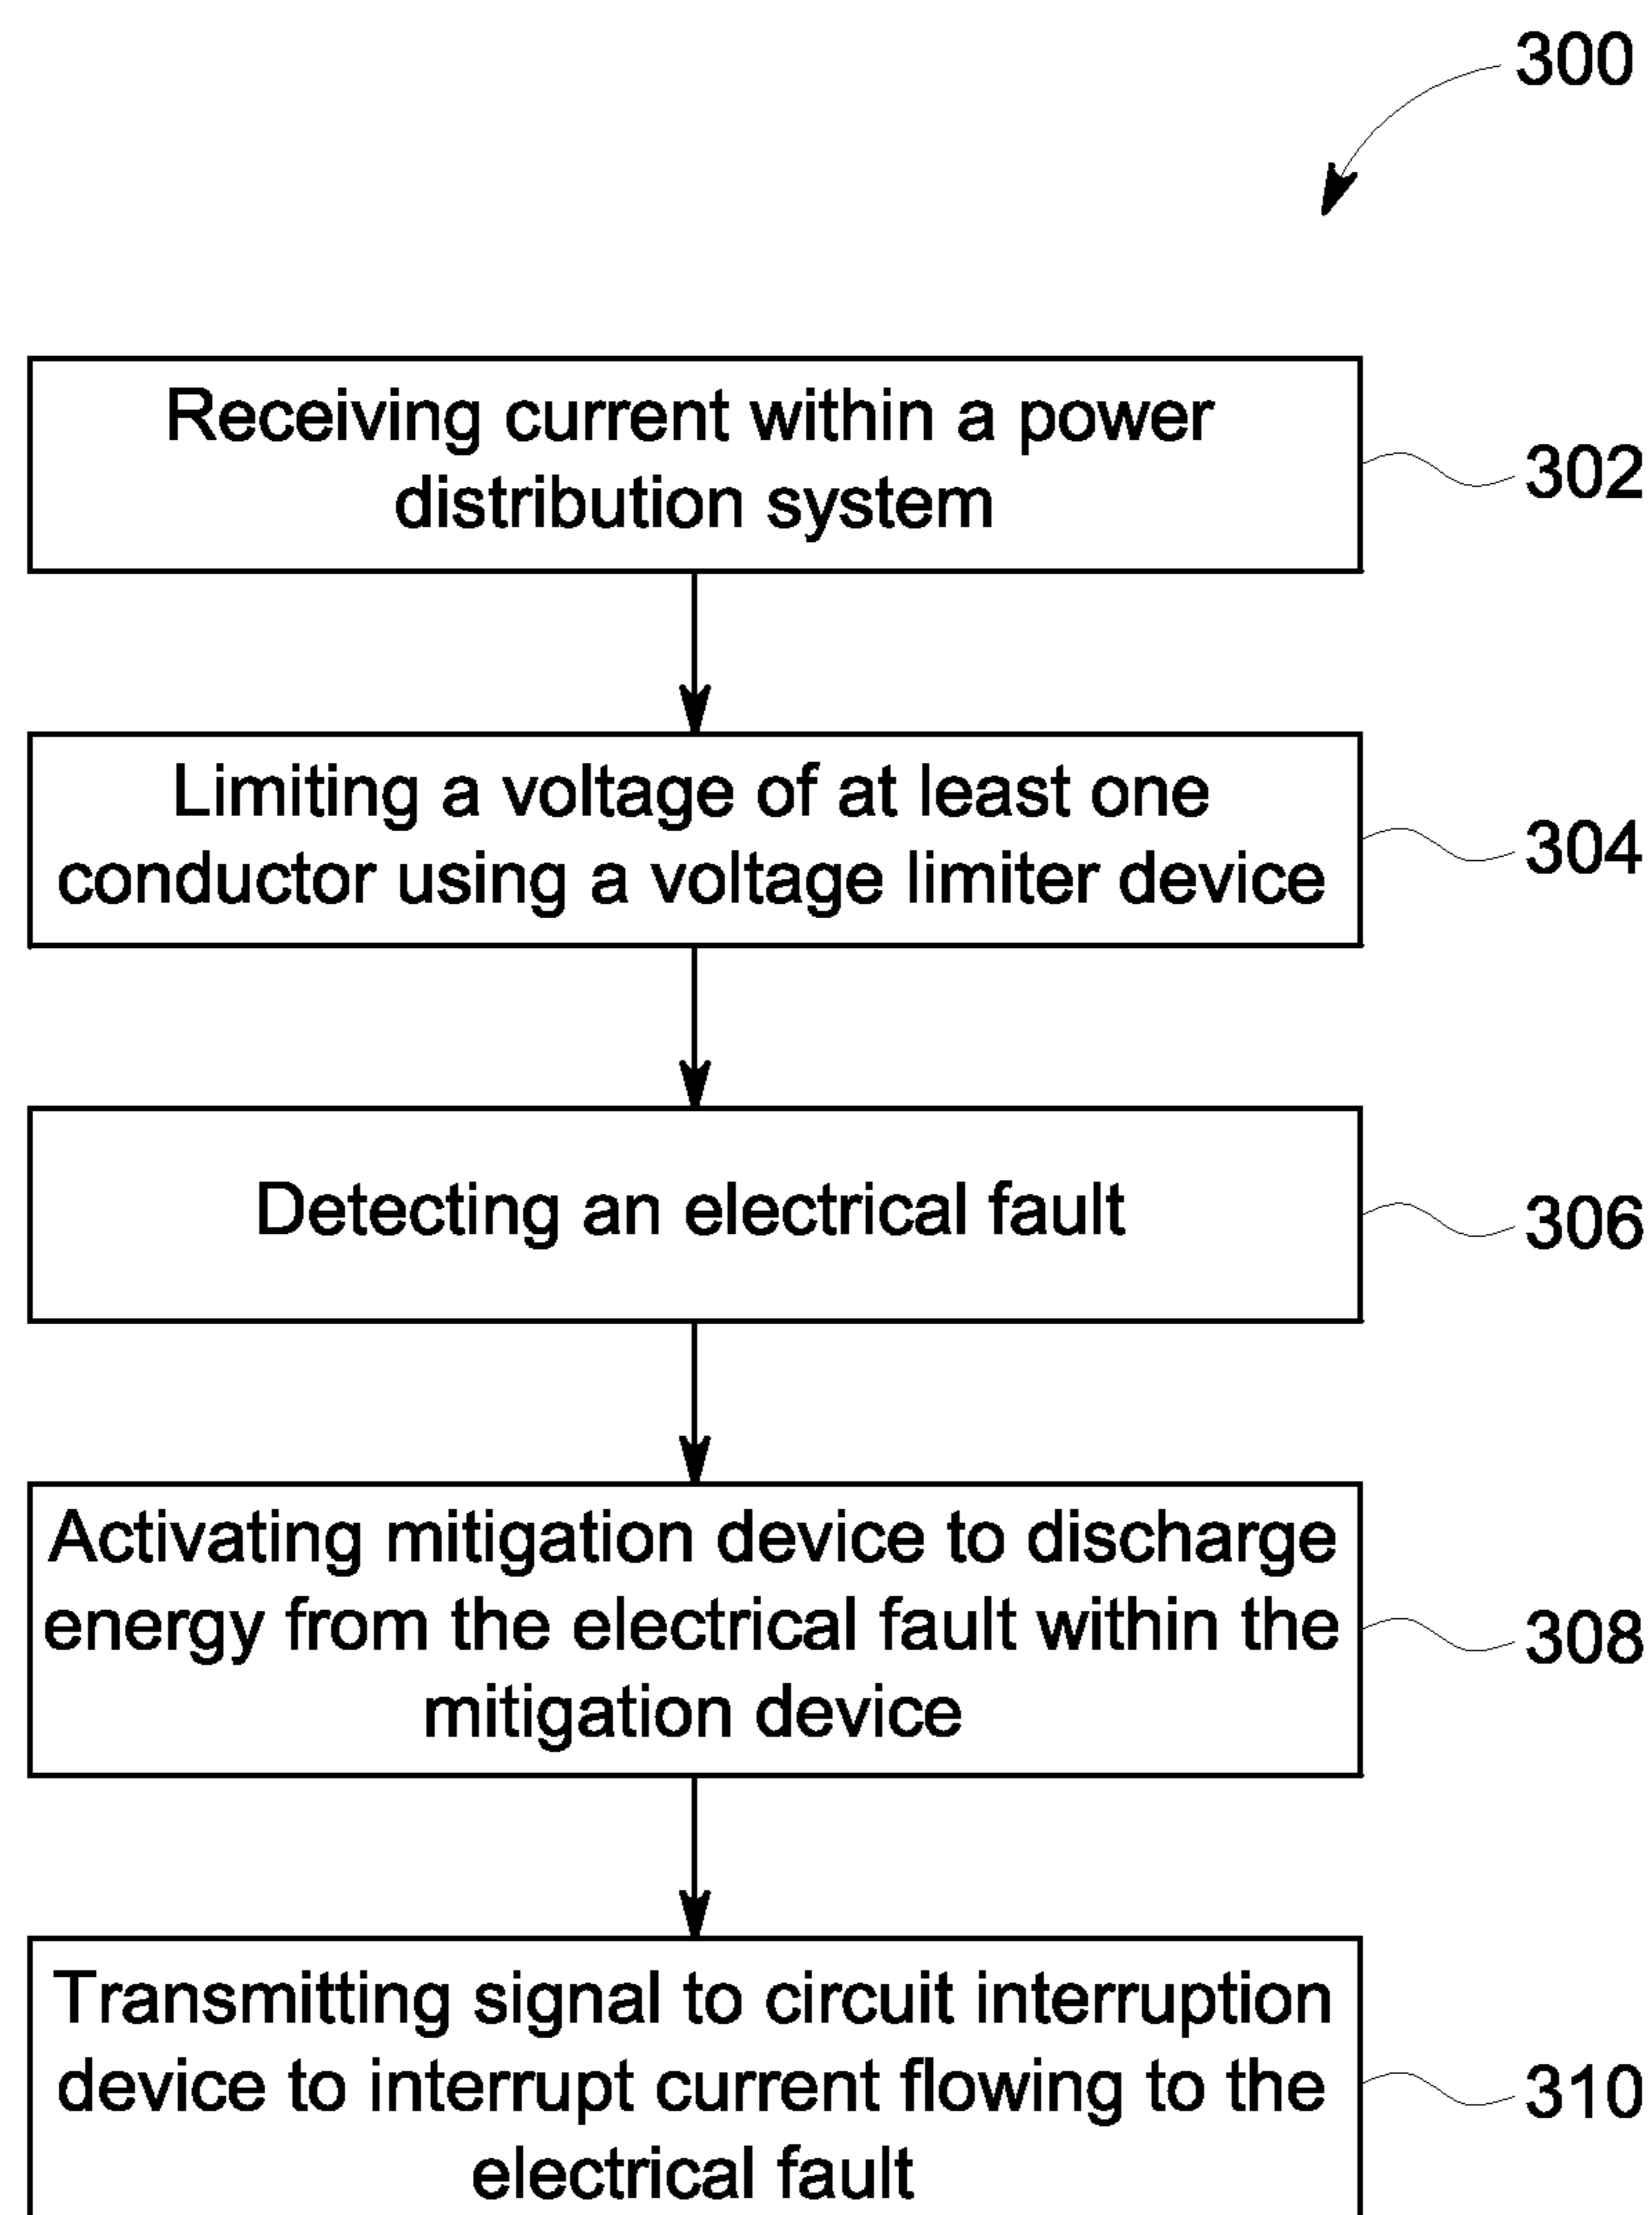 300
Receiving current within a power
distribution system
302
Limiting a voltage of at least one
conductor using a voltage limiter device
304
Detecting an electrical fault
306
Activating mitigation device to discharge
energy from the electrical fault within the
mitigation device
308
Transmitting signal to circuit interruption
device to interrupt current flowing to the
electrical fault
310